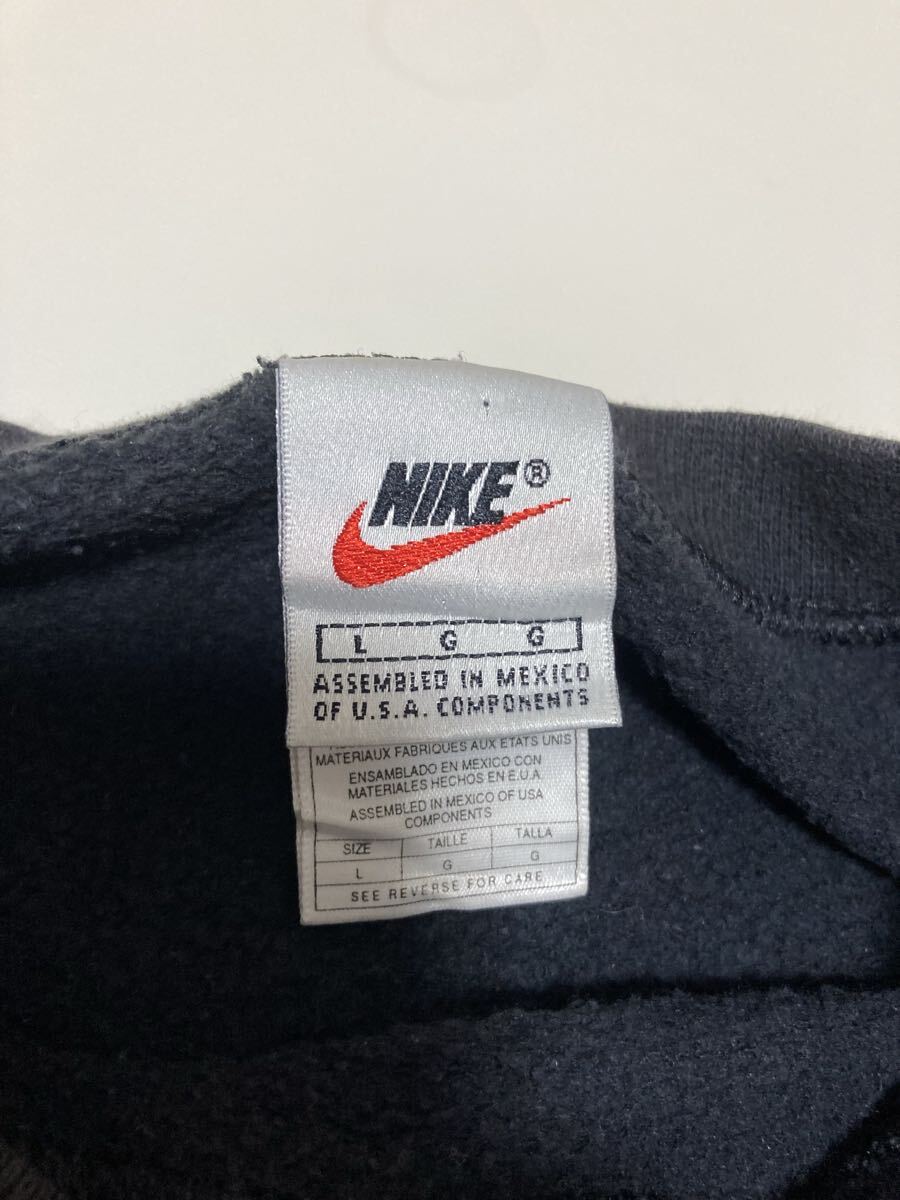 NIKE®
L G G
ASSEMBLED IN MEXICO
OF U.S.A. COMPONENTS
MATERIAUX FABRIQUES AUX ETATS UNIS
ENSAMBLADO EN MEXICO CON
MATERIALES HECHOS EN E.U.A.
ASSEMBLED IN MEXICO OF USA
COMPONENTS
SIZE TAILLE TALLA
L G G
SEE REVERSE FOR CARE